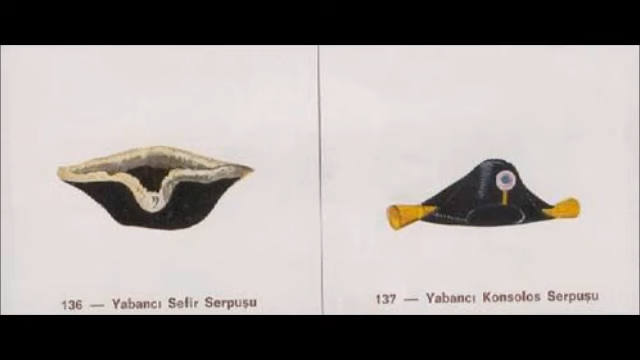 136 — Yabancı Sefir Serpuşu
137 — Yabancı Konsolos Serpuşu